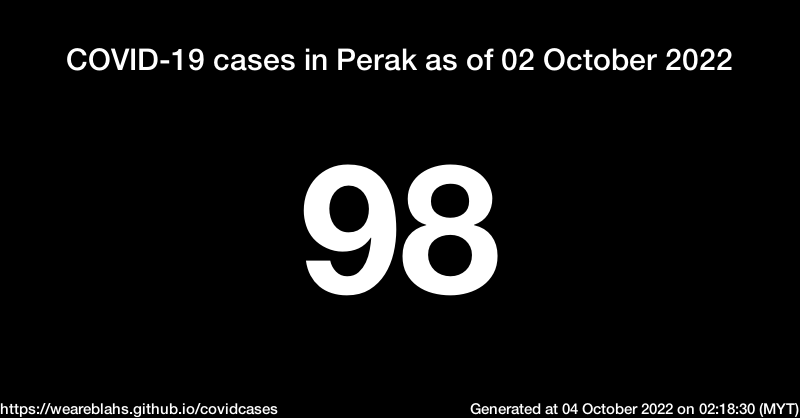 COVID-19 cases in Perak as of 02 October 2022
98
https://weareblahs.github.io/covidcases
Generated at 04 October 2022 on 02:18:30 (MYT)